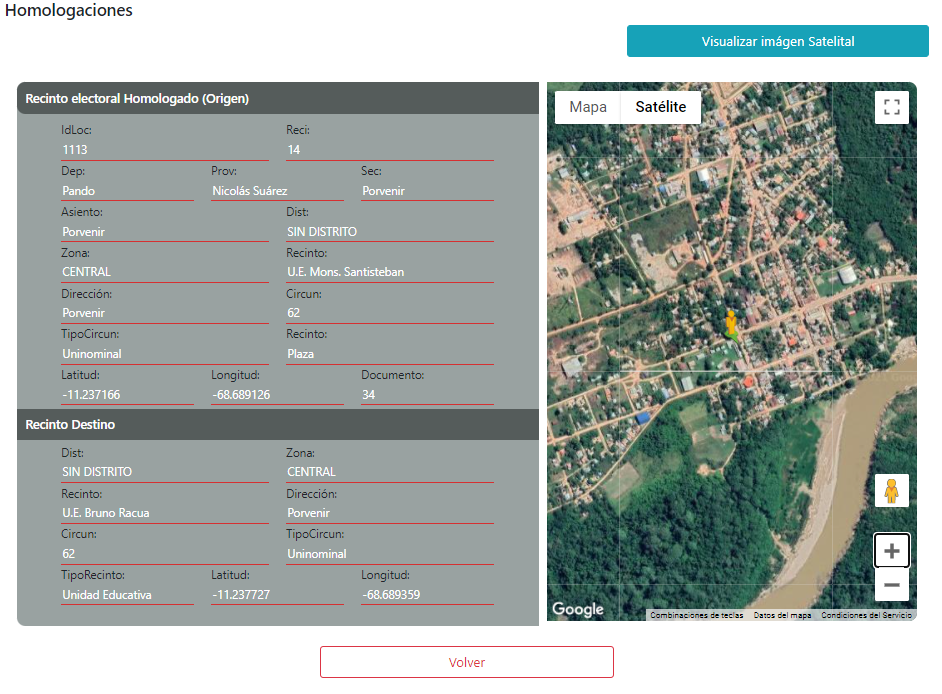 Homologaciones
Visualizar imágen Satelital
Recinto electoral Homologado (Origen)
IdLoc: Reci:
1113 14
Dep: Prov: Sec:
Pando Nicolás Suárez Porvenir
Asiento: Dist:
Porvenir SIN DISTRITO
Zona: Recinto:
CENTRAL U.E. Mons. Santisteban
Dirección: Circun:
Porvenir 62
TipoCircun: Recinto:
Uninominal Plaza
Latitud: Longitud: Documento:
-11.237166 -68.689126 34
Recinto Destino
Dist: Zona:
SIN DISTRITO CENTRAL
Recinto: Dirección:
U.E. Bruno Racua Porvenir
Circun: TipoCircun:
62 Uninominal
TipoRecinto: Latitud: Longitud:
Unidad Educativa -11.237727 -68.689359
Mapa Satélite
Google
Combinaciones de teclas Datos del mapa Condiciones del Servicio
Volver